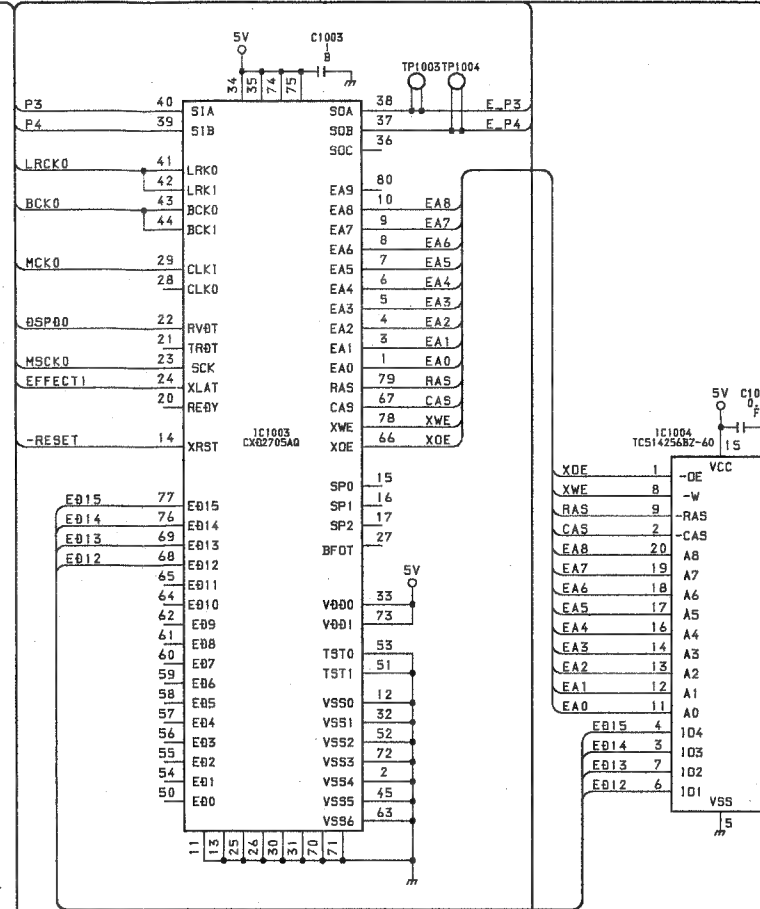 5V
C1003
B
34
35
74
75
TP1003 TP1004
P3 40 SIA
P4 39 SIB
LRCK0 41 LRK0
42 LRK1
BCK0 43 BCK0
44 BCK1
MCK0 29 CLKI
28 CLKO
DSPD0 22 RVDT
21 TRDT
MSCK0 23 SCK
EFFECT1 24 XLAT
20 REDY
-RESET 14 XRST
IC1003
CXD2705AQ
ED15 77 ED15
ED14 76 ED14
ED13 69 ED13
ED12 68 ED12
65 ED11
64 ED10
62 ED9
61 ED8
60 ED7
59 ED6
58 ED5
57 ED4
56 ED3
55 ED2
54 ED1
50 ED0
SOA 38 E_P3
SOB 37 E_P4
SOC 36
EA9 80
EA8 10 EA8
EA7 9 EA7
EA6 8 EA6
EA5 7 EA5
EA4 6 EA4
EA3 5 EA3
EA2 4 EA2
EA1 3 EA1
EA0 1 EA0
RAS 79 RAS
CAS 67 CAS
XWE 78 XWE
XOE 66 XOE
SP0 15
SP1 16
SP2 17
BFOT 27
5V
VDD0 33
VDD1 73
TST0 53
TST1 51
VSS0 12
VSS1 32
VSS2 52
VSS3 72
VSS4 2
VSS5 45
VSS6 63
11
13
25
26
30
31
70
71
5V
C10
0.
F
IC1004
TC514256BZ-60
15
VCC
XOE 1 -OE
XWE 8 -W
RAS 9 -RAS
CAS 2 -CAS
EA8 20 A8
EA7 19 A7
EA6 18 A6
EA5 17 A5
EA4 16 A4
EA3 14 A3
EA2 13 A2
EA1 12 A1
EA0 11 A0
ED15 4 IO4
ED14 3 IO3
ED13 7 IO2
ED12 6 IO1
VSS
5